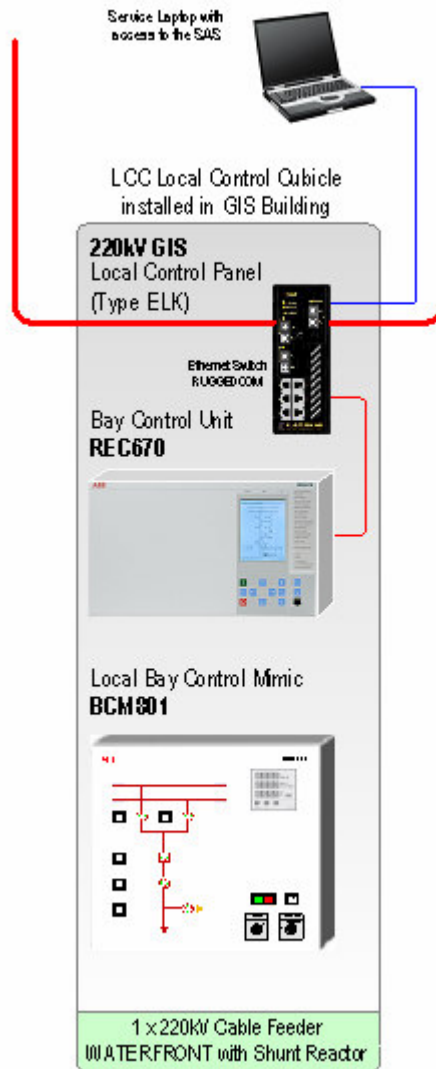 Service Laptop with
access to the SAS
LCC Local Control Cubicle
installed in GIS Building
220kV GIS
Local Control Panel
(Type ELK)
Ethernet Switch
RUGGEDCOM
Bay Control Unit
REC670
ABB
Local Bay Control Mimic
BCM801
1 x 220kV Cable Feeder
WATERFRONT with Shunt Reactor